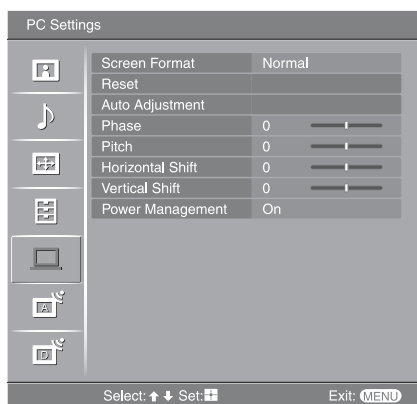 PC Settings
Screen Format Normal
Reset
Auto Adjustment
Phase 0
Pitch 0
Horizontal Shift 0
Vertical Shift 0
Power Management On
A
D
Select: Set: Exit: MENU